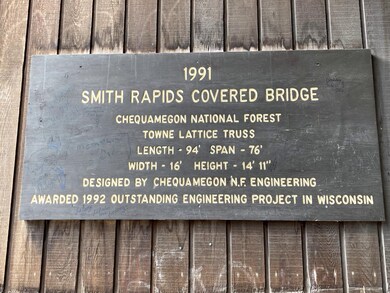 1991
SMITH RAPIDS COVERED BRIDGE
CHEQUAMEGON NATIONAL FOREST
TOWNE LATTICE TRUSS
LENGTH - 94' SPAN - 76'
WIDTH - 16' HEIGHT - 14' 11"
DESIGNED BY CHEQUAMEGON N.F. ENGINEERING
AWARDED 1992 OUTSTANDING ENGINEERING PROJECT IN WISCONSIN